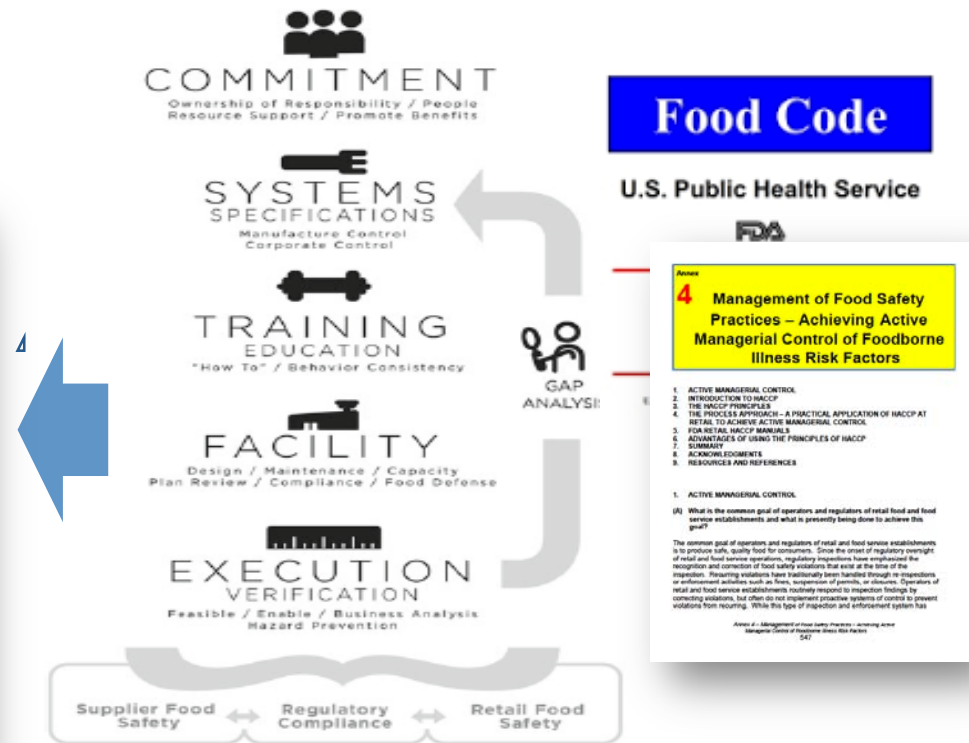 COMMITMENT
Ownership of Responsibility / People
Resource Support / Promote Benefits
SYSTEMS
SPECIFICATIONS
Manufacture Control
Corporate Control
TRAINING
EDUCATION
"How To" / Behavior Consistency
FACILITY
Design / Maintenance / Capacity
Plan Review / Compliance / Food Defense
EXECUTION
VERIFICATION
Feasible / Enable / Business Analysis
Hazard Prevention
Supplier Food
Safety
Regulatory
Compliance
Retail Food
Safety
GAP
ANALYSI
Food Code
U.S. Public Health Service
FDA
Annex
4 Management of Food Safety
Practices – Achieving Active
Managerial Control of Foodborne
Illness Risk Factors
1. ACTIVE MANAGERIAL CONTROL
2. INTRODUCTION TO HACCP
3. THE HACCP PRINCIPLES
4. THE PROCESS APPROACH – A PRACTICAL APPLICATION OF HACCP AT
RETAIL TO ACHIEVE ACTIVE MANAGERIAL CONTROL
5. FDA RETAIL HACCP MANUALS
6. ADVANTAGES OF USING THE PRINCIPLES OF HACCP
7. SUMMARY
8. ACKNOWLEDGMENTS
9. RESOURCES AND REFERENCES
1. ACTIVE MANAGERIAL CONTROL
(A) What is the common goal of operators and regulators of retail food and food
service establishments and what is presently being done to achieve this
goal?
The common goal of operators and regulators of retail and food service establishments
is to produce safe, quality food for consumers. Since the onset of regulatory oversight
of retail and food service operations, regulatory inspections have emphasized the
recognition and correction of food safety violations that exist at the time of the
inspection. Recurring violations have traditionally been handled through re-inspections
or enforcement activities such as fines, suspension of permits, or closures. Operators of
retail and food service establishments routinely respond to inspection findings by
correcting violations, but often do not implement proactive systems of control to prevent
violations from recurring. While this type of inspection and enforcement system has
Annex 4 – Management of Food Safety Practices – Achieving Active
Managerial Control of Foodborne Illness Risk Factors
547